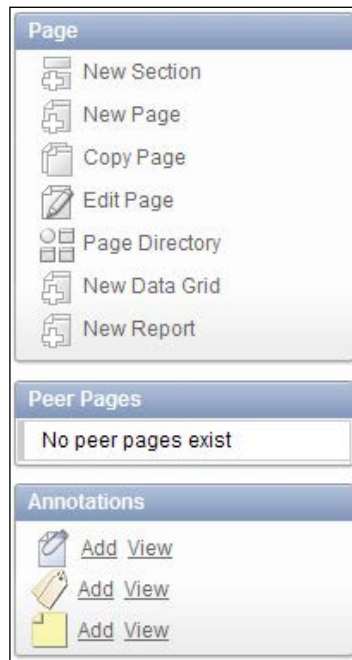 Page
New Section
New Page
Copy Page
Edit Page
Page Directory
New Data Grid
New Report
Peer Pages
No peer pages exist
Annotations
Add View
Add View
Add View